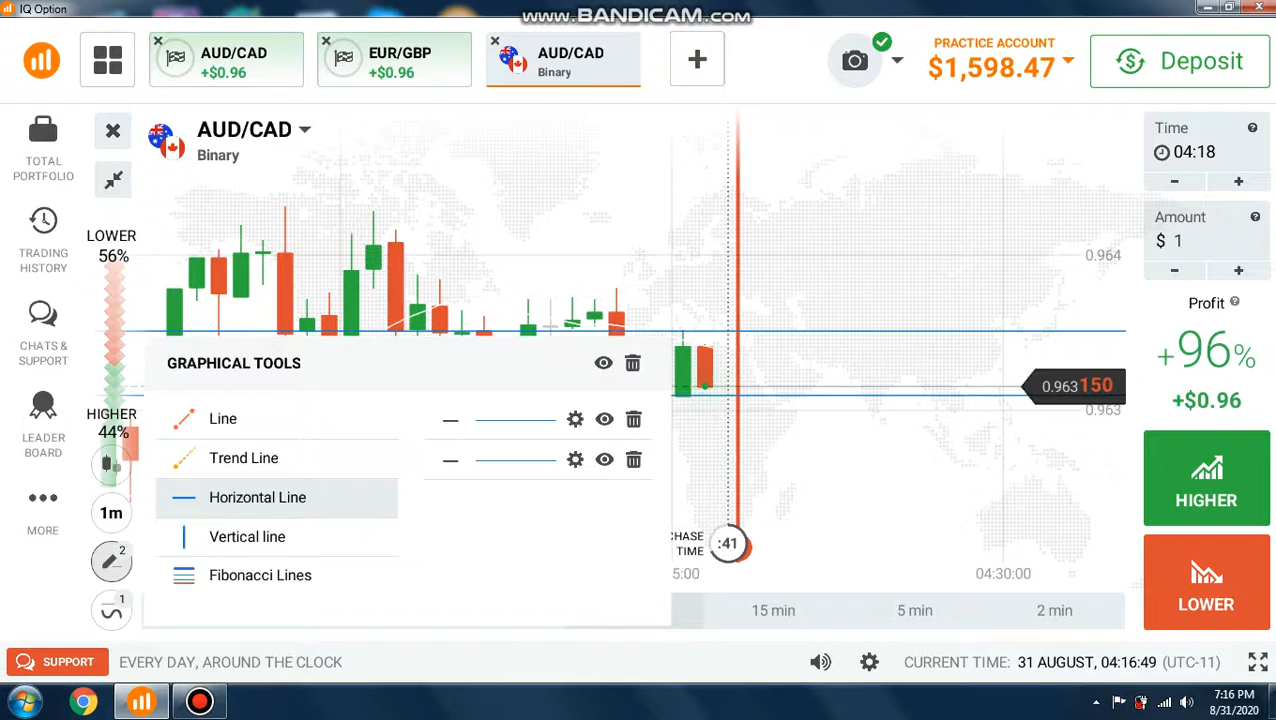 IQ Option
www.BANDICAM.com
AUD/CAD
+$0.96
EUR/GBP
+$0.96
AUD/CAD
Binary
PRACTICE ACCOUNT
$1,598.47
Deposit
TOTAL
PORTFOLIO
TRADING
HISTORY
CHATS &
SUPPORT
LEADER
BOARD
MORE
AUD/CAD
Binary
LOWER
56%
HIGHER
44%
1m
2
1
GRAPHICAL TOOLS
Line
Trend Line
Horizontal Line
Vertical line
Fibonacci Lines
0.964
0.963150
0.963
CHASE
TIME
:41
5:00
04:30:00
15 min
5 min
2 min
Time
04:18
- +
Amount
$ 1
- +
Profit
+96%
+$0.96
HIGHER
LOWER
SUPPORT
EVERY DAY, AROUND THE CLOCK
CURRENT TIME: 31 AUGUST, 04:16:49 (UTC-11)
7:16 PM
8/31/2020